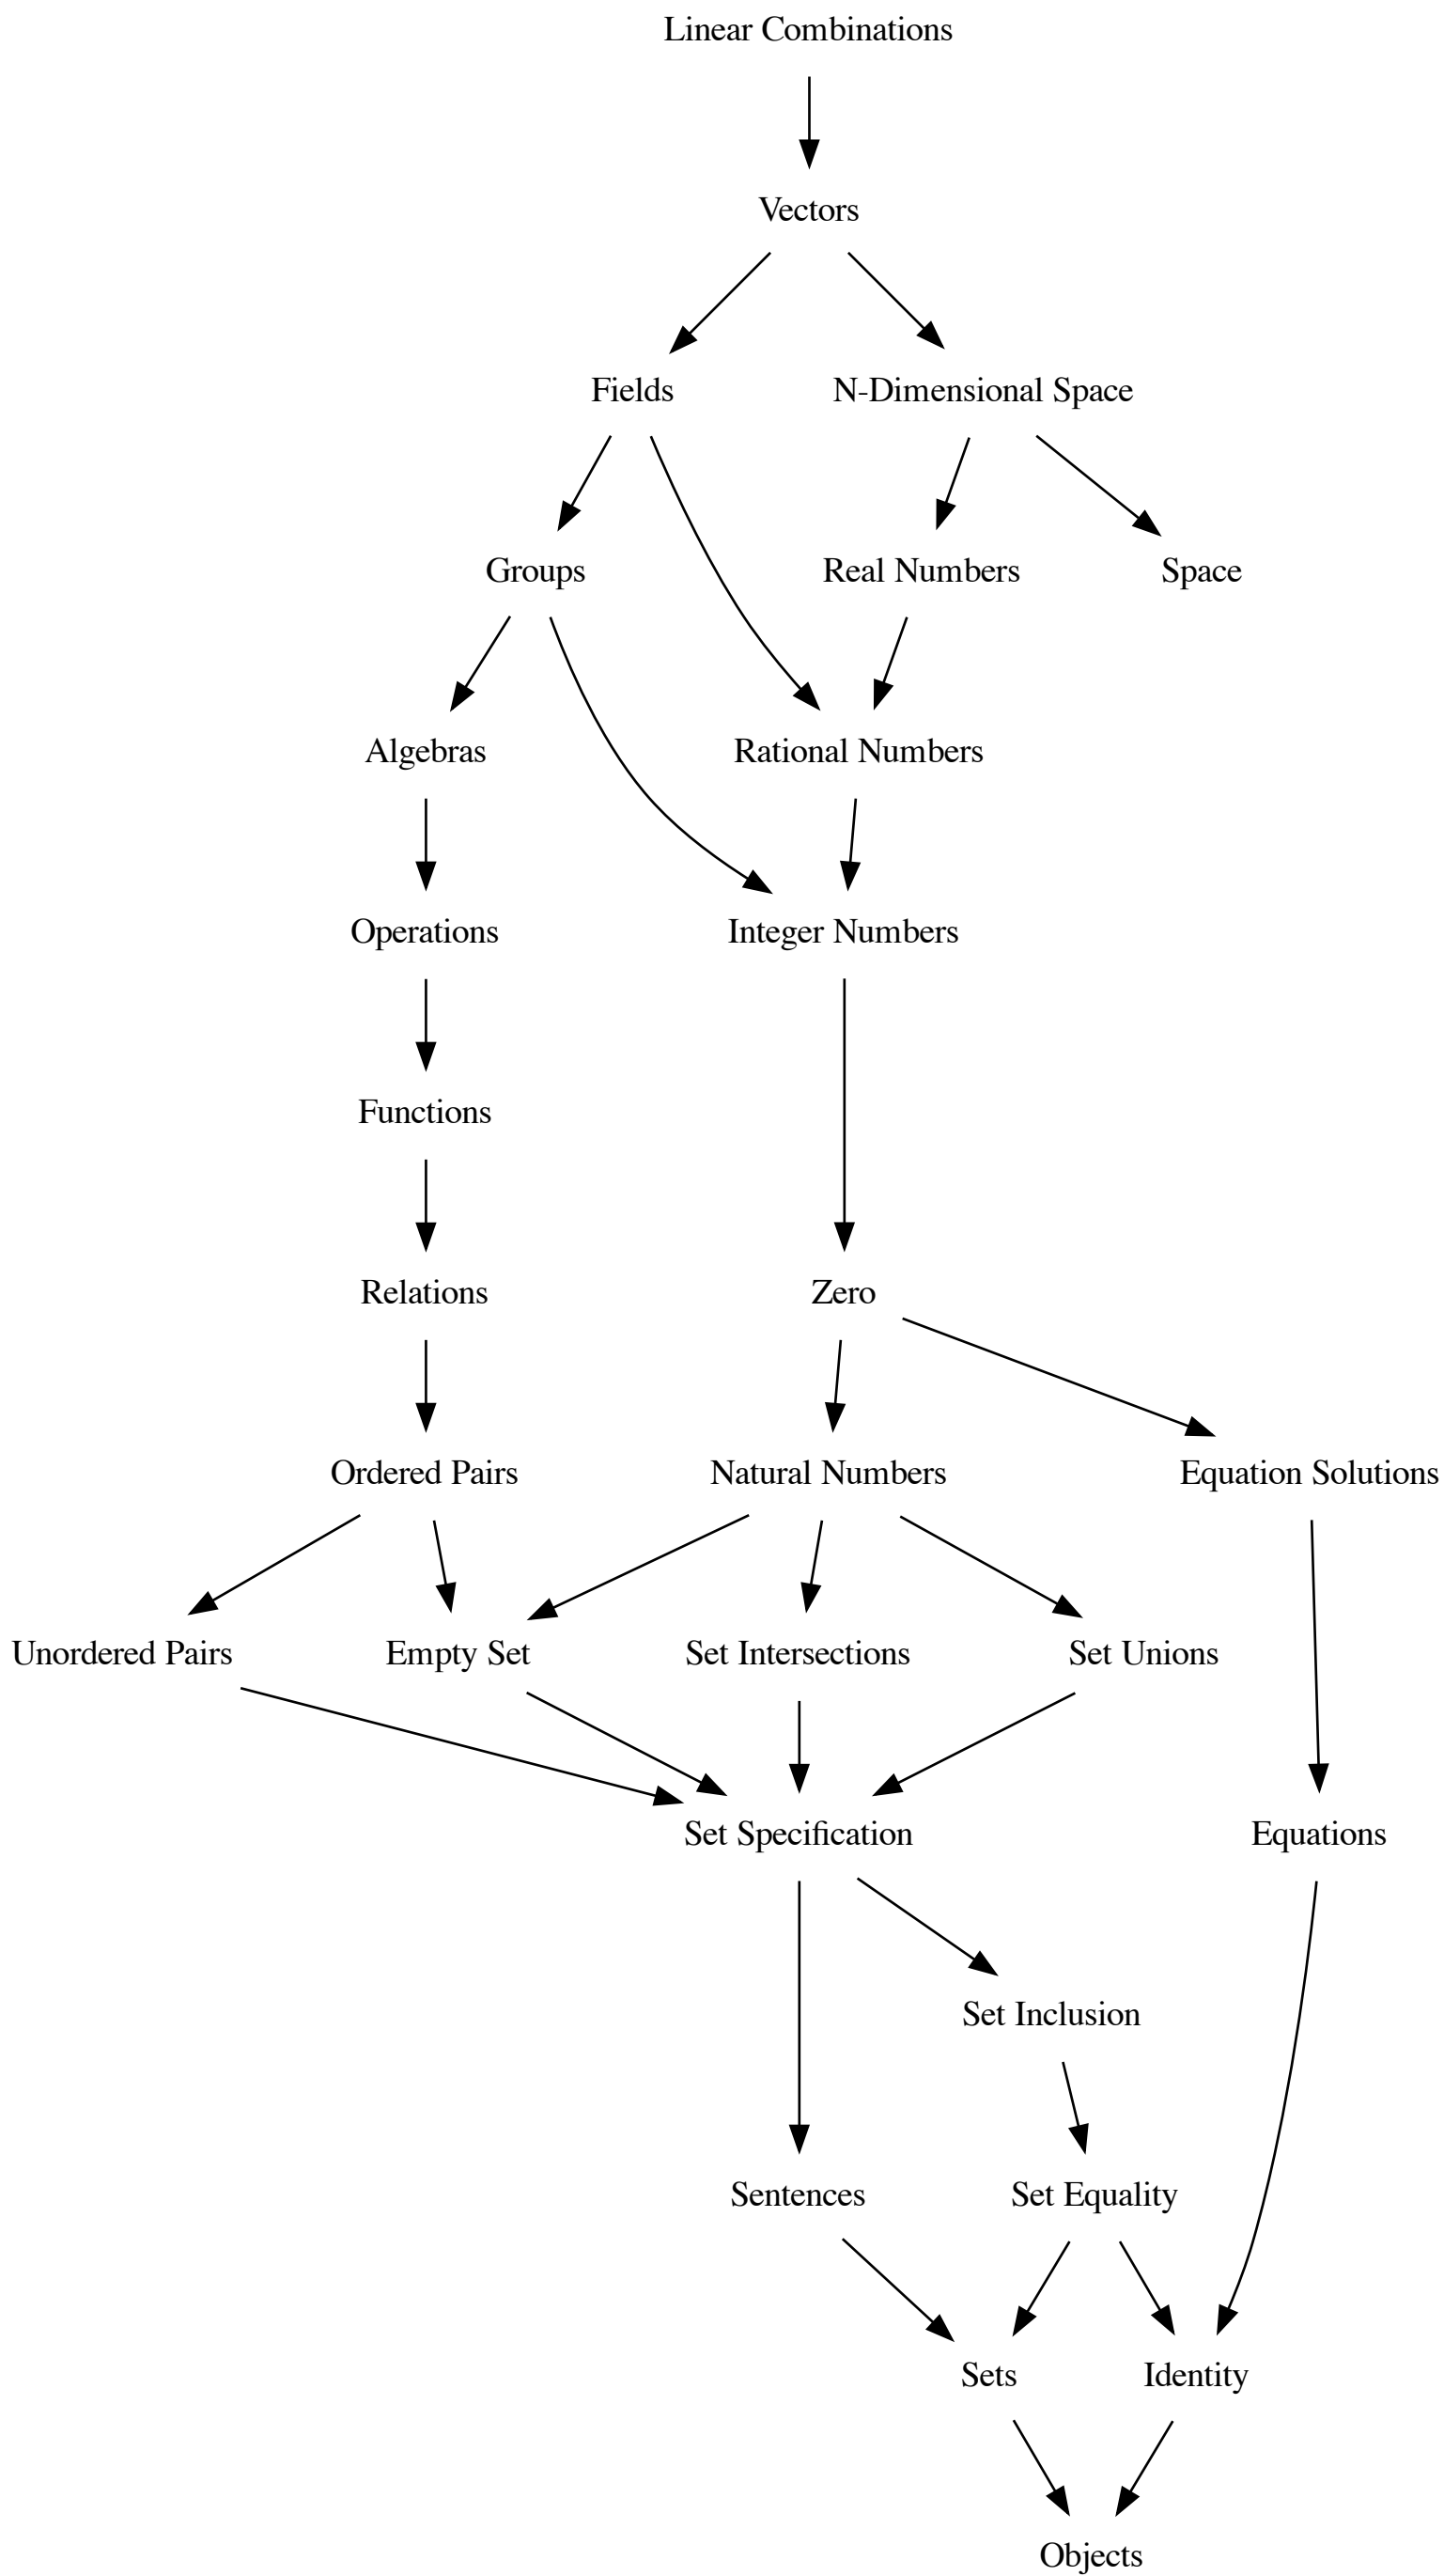 Linear Combinations
Vectors
Fields
N-Dimensional Space
Groups
Real Numbers
Space
Algebras
Rational Numbers
Operations
Integer Numbers
Functions
Relations
Zero
Ordered Pairs
Natural Numbers
Equation Solutions
Unordered Pairs
Empty Set
Set Intersections
Set Unions
Set Specification
Equations
Set Inclusion
Sentences
Set Equality
Sets
Identity
Objects